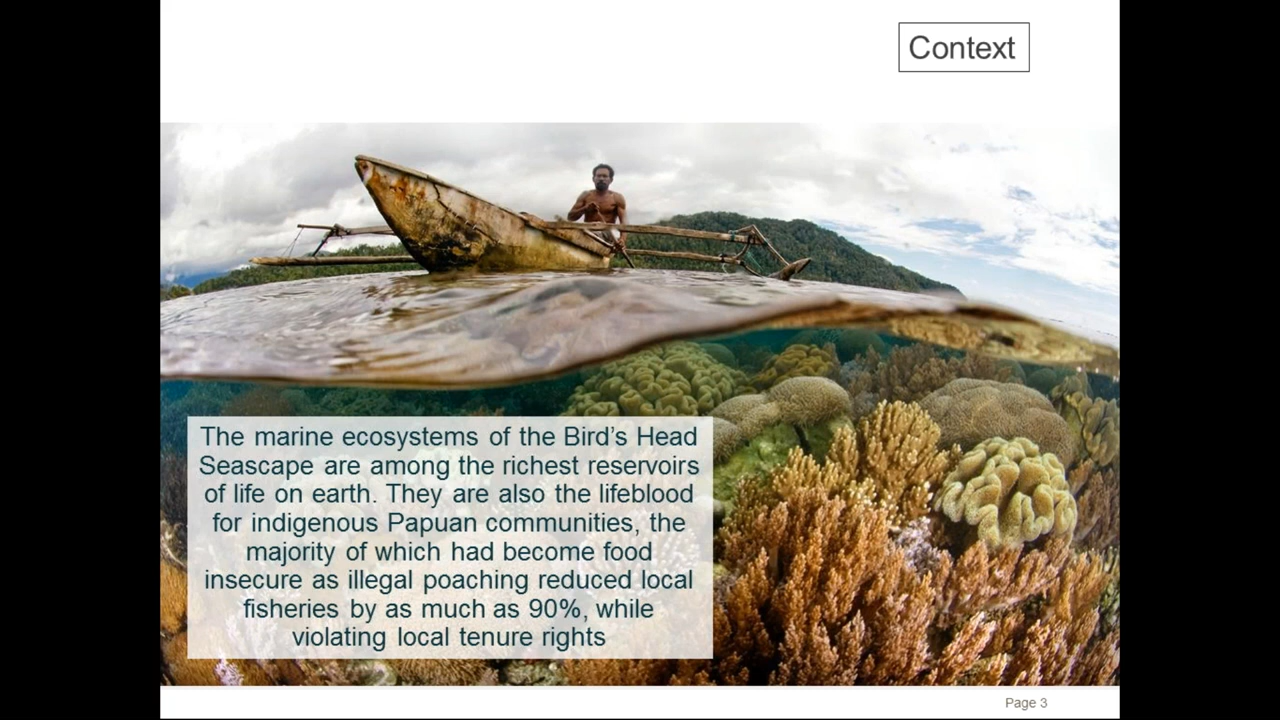 Context
The marine ecosystems of the Bird’s Head
Seascape are among the richest reservoirs
of life on earth. They are also the lifeblood
for indigenous Papuan communities, the
majority of which had become food
insecure as illegal poaching reduced local
fisheries by as much as 90%, while
violating local tenure rights
Page 3